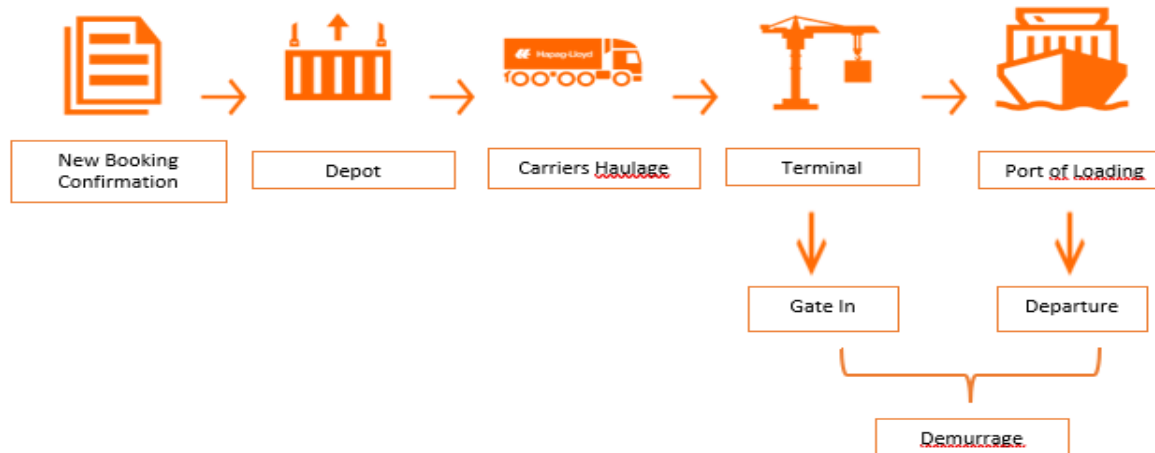 Hapag-Lloyd
New Booking
Confirmation
Depot
Carriers Haulage
Terminal
Port of Loading
Gate In
Departure
Demurrage